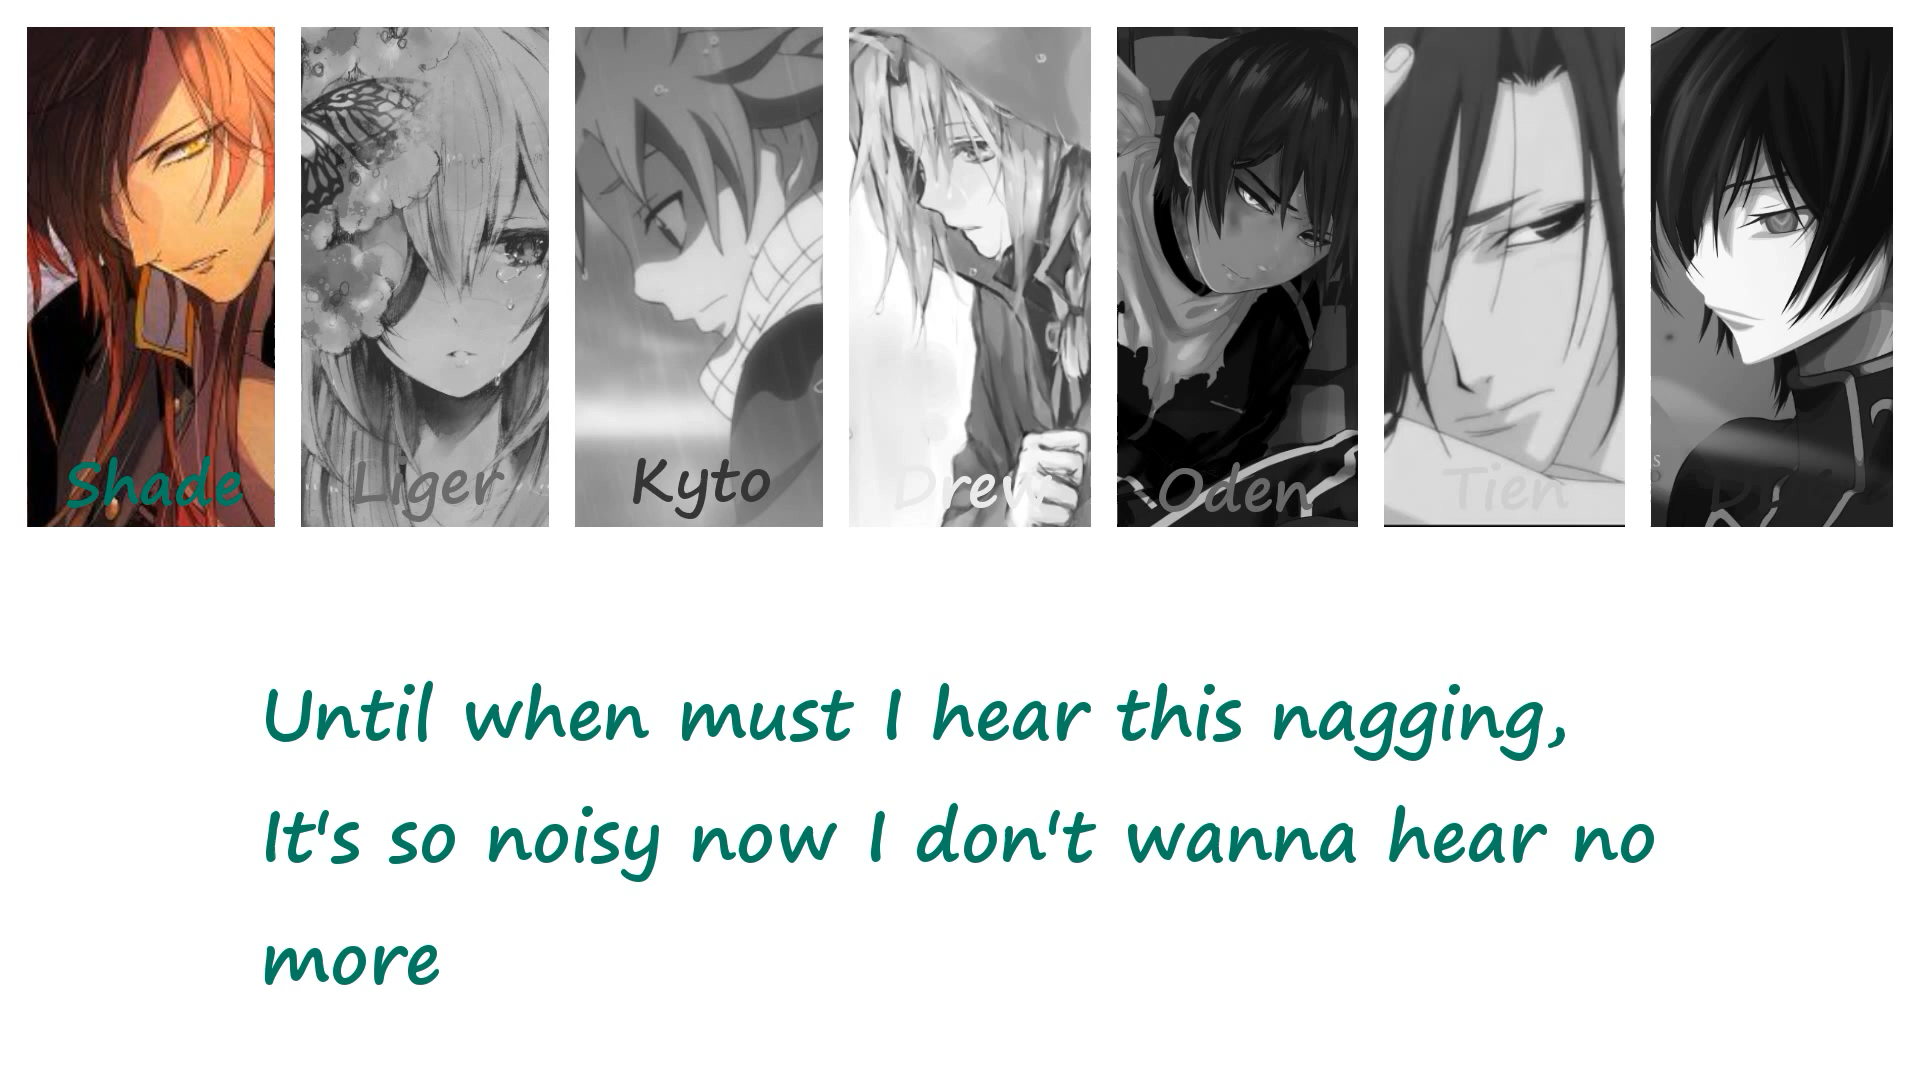 Shade
Liger
Kyto
Drew
Oden
Tien
Until when must I hear this nagging,
It's so noisy now I don't wanna hear no
more